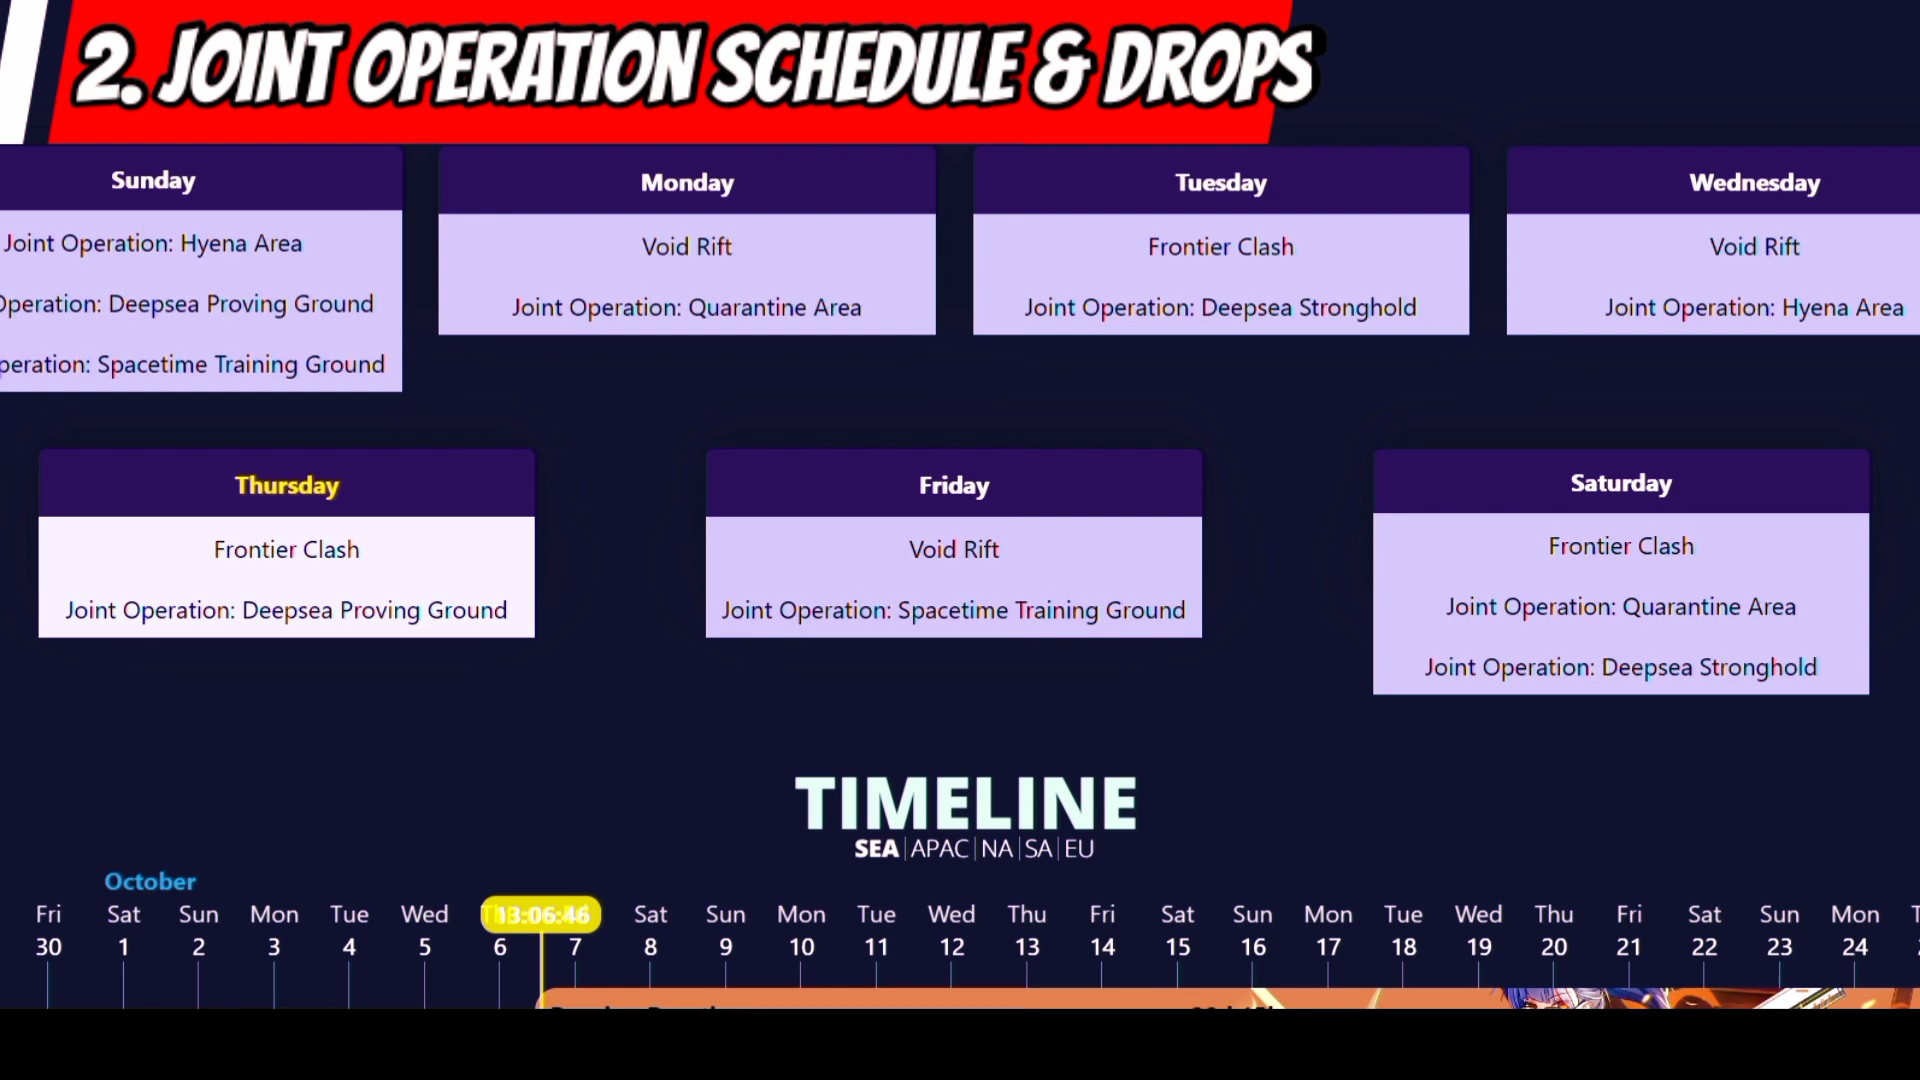 2. JOINT OPERATION SCHEDULE & DROPS
Sunday
Joint Operation: Hyena Area
Operation: Deepsea Proving Ground
peration: Spacetime Training Ground
Monday
Void Rift
Joint Operation: Quarantine Area
Tuesday
Frontier Clash
Joint Operation: Deepsea Stronghold
Wednesday
Void Rift
Joint Operation: Hyena Area
Thursday
Frontier Clash
Joint Operation: Deepsea Proving Ground
Friday
Void Rift
Joint Operation: Spacetime Training Ground
Saturday
Frontier Clash
Joint Operation: Quarantine Area
Joint Operation: Deepsea Stronghold
TIMELINE
SEA | APAC | NA | SA | EU
October
Fri Sat Sun Mon Tue Wed 13:06:46 Sat Sun Mon Tue Wed Thu Fri Sat Sun Mon Tue Wed Thu Fri Sat Sun Mon
30 1 2 3 4 5 6 7 8 9 10 11 12 13 14 15 16 17 18 19 20 21 22 23 24